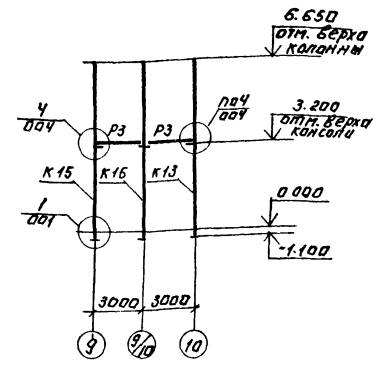 6.650
отм. верха
колонны
4
004
Р3
Р3
по4
004
3.200
отм. верха
консоли
К15
К16
К13
1
001
0.000
-1.100
3000
3000
9
9/10
10